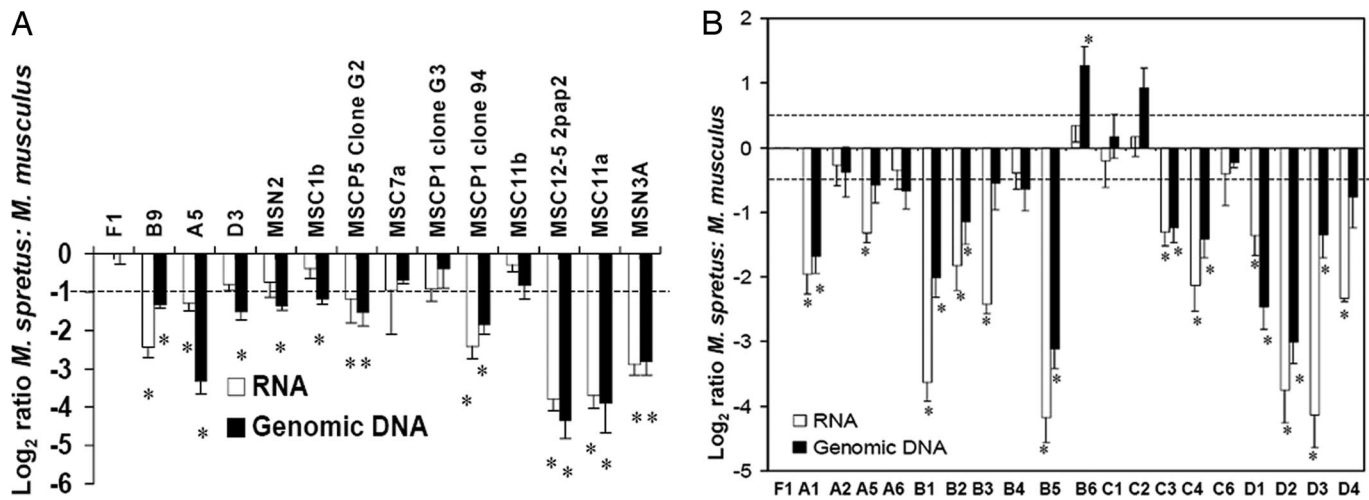 A
Log2 ratio M. spretus: M. musculus
F1
B9
A5
D3
MSN2
MSC1b
MSCP5 Clone G2
MSC7a
MSCP1 clone G3
MSCP1 clone 94
MSC11b
MSC12-5 2pap2
MSC11a
MSN3A
0
-1
-2
-3
-4
-5
-6
* * * * * * * * * * * * * * * * *
RNA
Genomic DNA
B
Log2 ratio M. spretus: M. musculus
2
1
0
-1
-2
-3
-4
-5
* * * * * * * * * * * * * * * * * * * * *
RNA
Genomic DNA
F1 A1 A2 A5 A6 B1 B2 B3 B4 B5 B6 C1 C2 C3 C4 C6 D1 D2 D3 D4